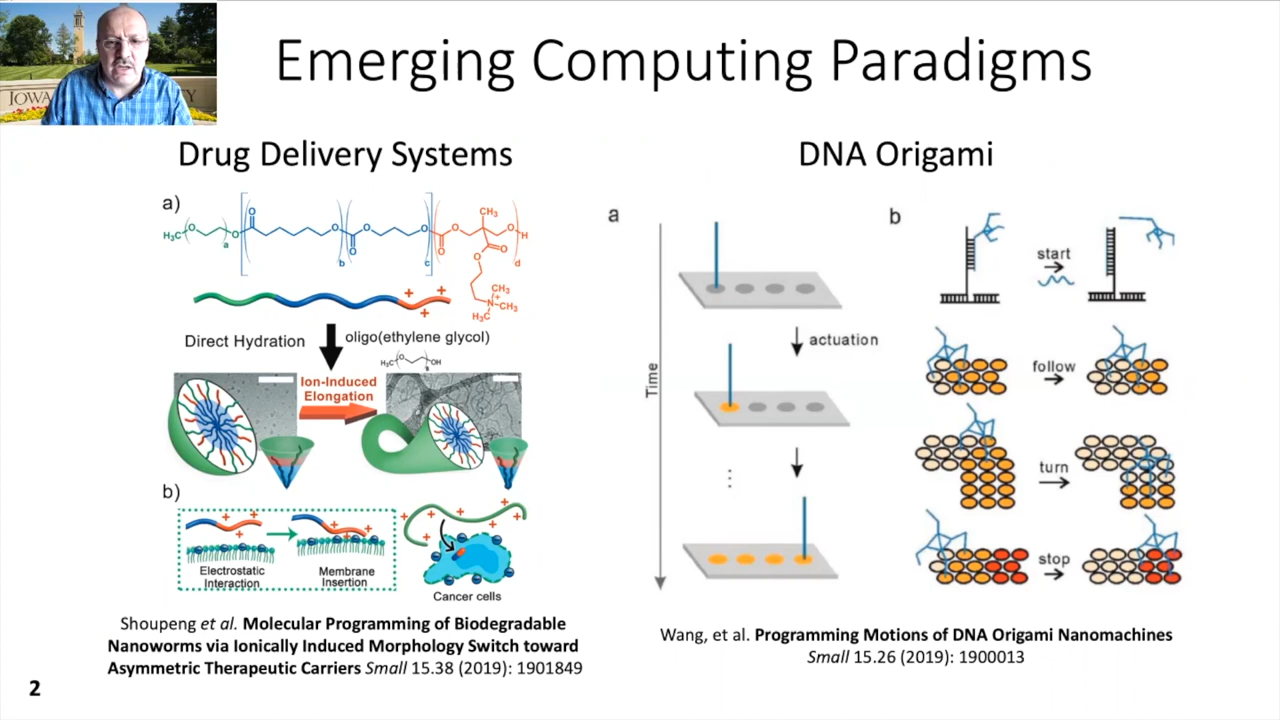 IOWA
Emerging Computing Paradigms
Drug Delivery Systems
a)
H₃C O O O O O O O O CH₃ O H
a b c d
O O O O
CH₃
N+ CH₃
H₃C
Direct Hydration
oligo(ethylene glycol)
H₃C O OH
Ion-Induced
Elongation
b)
Electrostatic
Interaction
Membrane
Insertion
Cancer cells
Shoupeng et al. Molecular Programming of Biodegradable
Nanoworms via Ionically Induced Morphology Switch toward
Asymmetric Therapeutic Carriers Small 15.38 (2019): 1901849
DNA Origami
a
Time
actuation
b
start
follow
turn
stop
Wang, et al. Programming Motions of DNA Origami Nanomachines
Small 15.26 (2019): 1900013
2